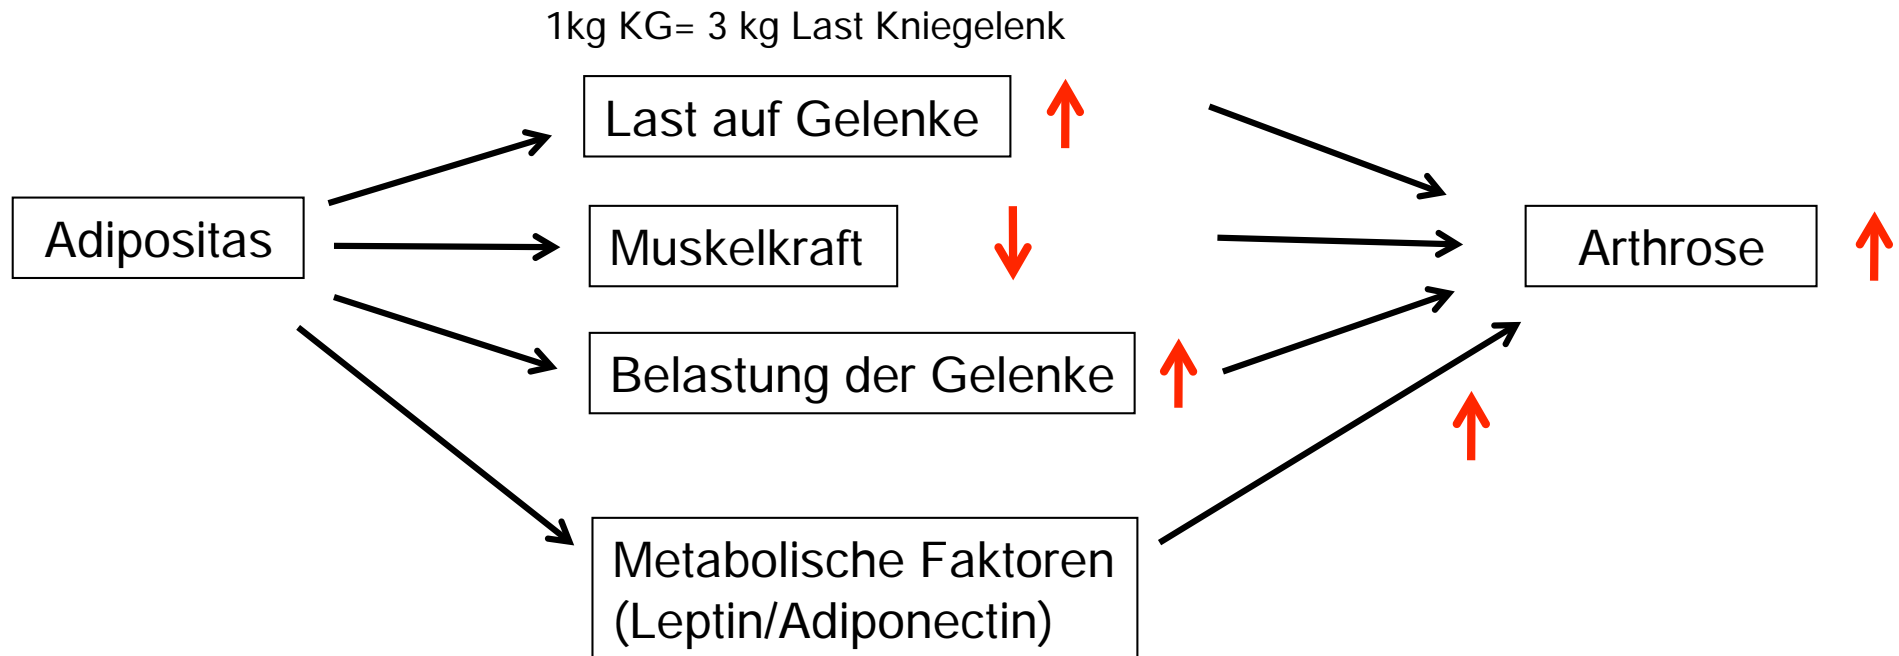 1kg KG= 3 kg Last Kniegelenk
Last auf Gelenke
Adipositas
Muskelkraft
Arthrose
Belastung der Gelenke
Metabolische Faktoren
(Leptin/Adiponectin)